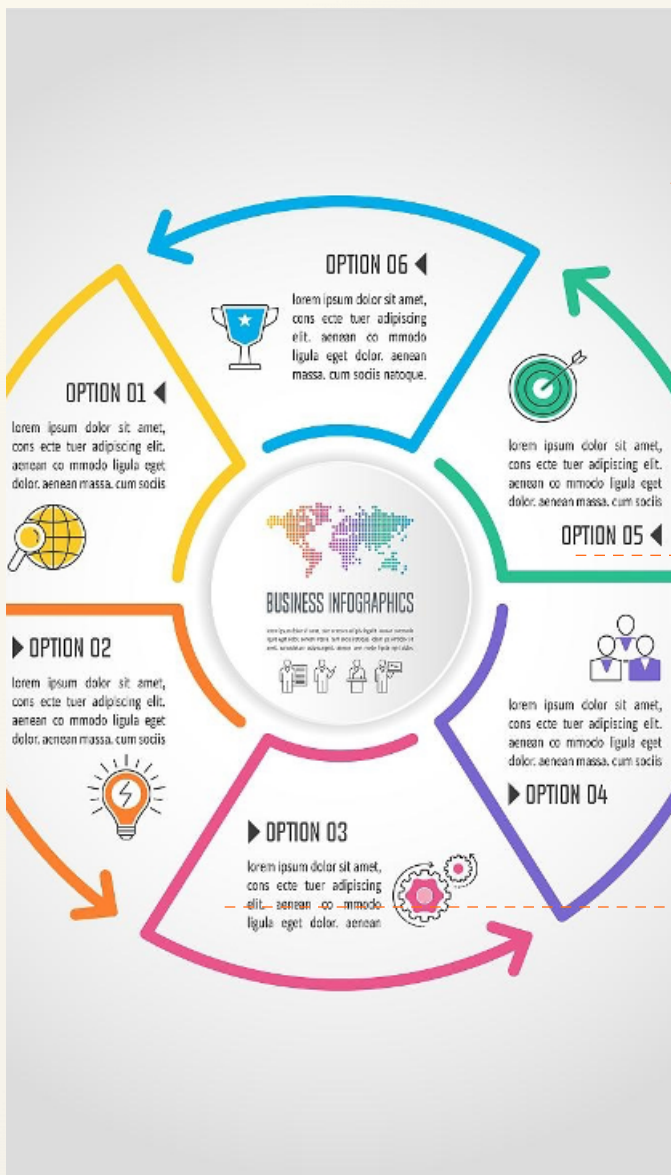 OPTION 06
lorem ipsum dolor sit amet,
cons ecte tuer adipiscing
elit. aenean co mmodo
ligula eget dolor. aenean
massa. cum sociis natoque.
OPTION 01
lorem ipsum dolor sit amet,
cons ecte tuer adipiscing elit.
aenean co mmodo ligula eget
dolor. aenean massa. cum sociis
lorem ipsum dolor sit amet,
cons ecte tuer adipiscing elit.
aenean co mmodo ligula eget
dolor. aenean massa. cum sociis
OPTION 05
BUSINESS INFOGRAPHICS
OPTION 02
lorem ipsum dolor sit amet,
cons ecte tuer adipiscing elit.
aenean co mmodo ligula eget
dolor. aenean massa. cum sociis
lorem ipsum dolor sit amet,
cons ecte tuer adipiscing elit.
aenean co mmodo ligula eget
dolor. aenean massa. cum sociis
OPTION 04
OPTION 03
lorem ipsum dolor sit amet,
cons ecte tuer adipiscing
elit. aenean co mmodo
ligula eget dolor. aenean